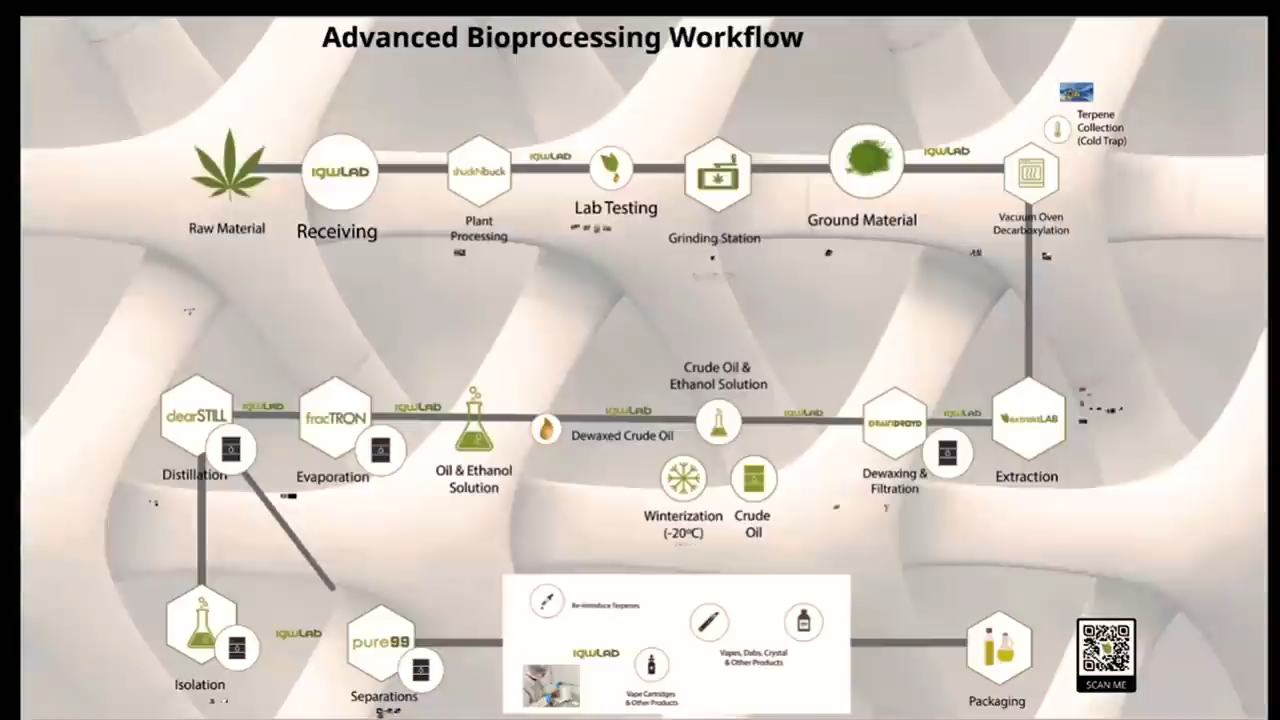 Advanced Bioprocessing Workflow
Terpene
Collection
(Cold Trap)
IGWLAB
IGWLAB
IGWLAB
shuckNbuck
Raw Material
Receiving
Plant
Processing
Lab Testing
Grinding Station
Ground Material
Vacuum Oven
Decarboxylation
Crude Oil &
Ethanol Solution
clearSTILL
IGWLAB
fracTRON
IGWLAB
IGWLAB
IGWLAB
DRAINDROYD
IGWLAB
extractLAB
Dewaxed Crude Oil
Distillation
Evaporation
Oil & Ethanol
Solution
Dewaxing &
Filtration
Extraction
Winterization
(-20ºC)
Crude
Oil
Re-introduce Terpenes
IGWLAB
pure99
IGWLAB
Vapes, Dabs, Crystal
& Other Products
Vape Cartridges
& Other Products
Isolation
Separations
Packaging
SCAN ME